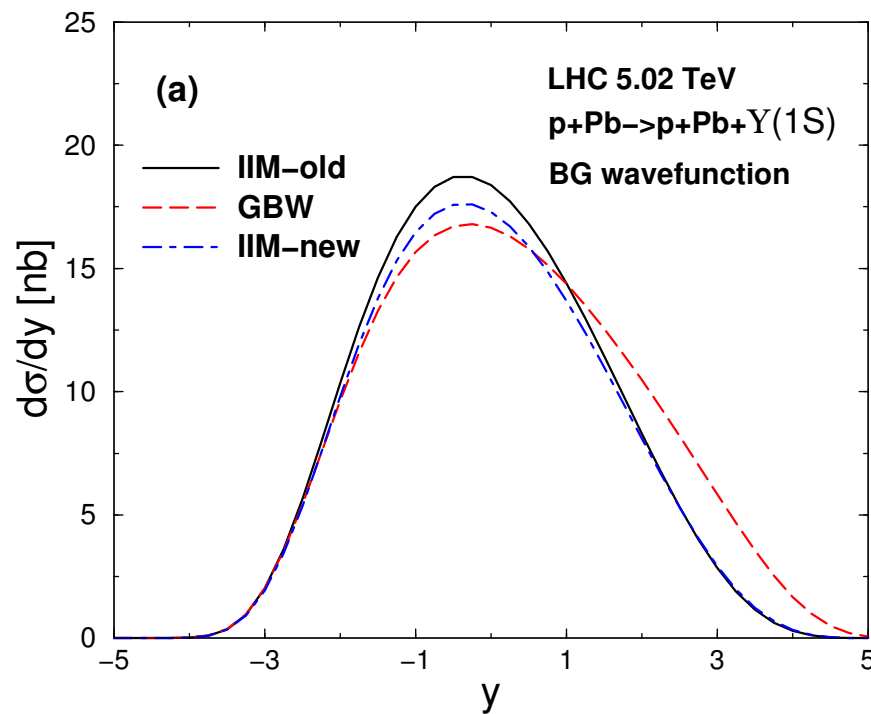 25
20
15
10
5
0
dσ/dy [nb]
(a)
LHC 5.02 TeV
p+Pb−>p+Pb+Υ(1S)
BG wavefunction
IIM−old
GBW
IIM−new
−5 −3 −1 1 3 5
y